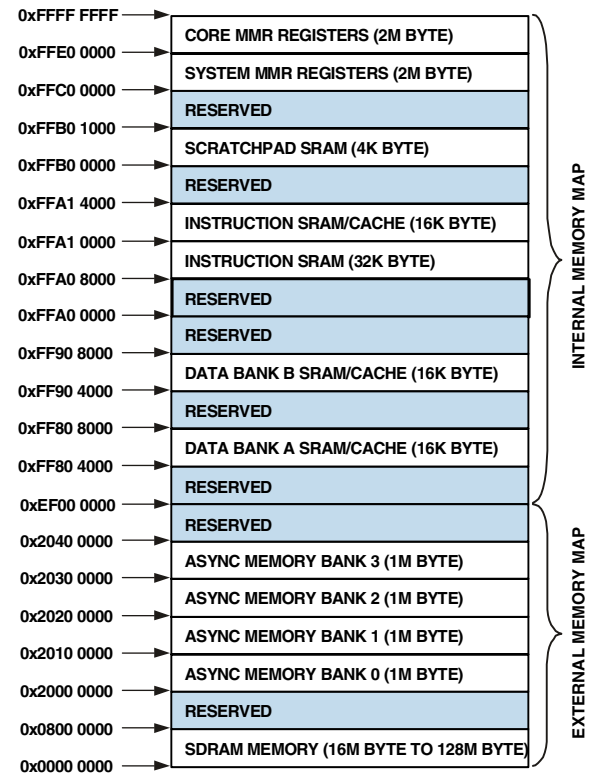 0xFFFF FFFF
CORE MMR REGISTERS (2M BYTE)
0xFFE0 0000
SYSTEM MMR REGISTERS (2M BYTE)
0xFFC0 0000
RESERVED
0xFFB0 1000
SCRATCHPAD SRAM (4K BYTE)
0xFFB0 0000
RESERVED
0xFFA1 4000
INSTRUCTION SRAM/CACHE (16K BYTE)
0xFFA1 0000
INSTRUCTION SRAM (32K BYTE)
0xFFA0 8000
RESERVED
0xFFA0 0000
RESERVED
0xFF90 8000
DATA BANK B SRAM/CACHE (16K BYTE)
0xFF90 4000
RESERVED
0xFF80 8000
DATA BANK A SRAM/CACHE (16K BYTE)
0xFF80 4000
RESERVED
0xEF00 0000
RESERVED
0x2040 0000
ASYNC MEMORY BANK 3 (1M BYTE)
0x2030 0000
ASYNC MEMORY BANK 2 (1M BYTE)
0x2020 0000
ASYNC MEMORY BANK 1 (1M BYTE)
0x2010 0000
ASYNC MEMORY BANK 0 (1M BYTE)
0x2000 0000
RESERVED
0x0800 0000
SDRAM MEMORY (16M BYTE TO 128M BYTE)
0x0000 0000
INTERNAL MEMORY MAP
EXTERNAL MEMORY MAP